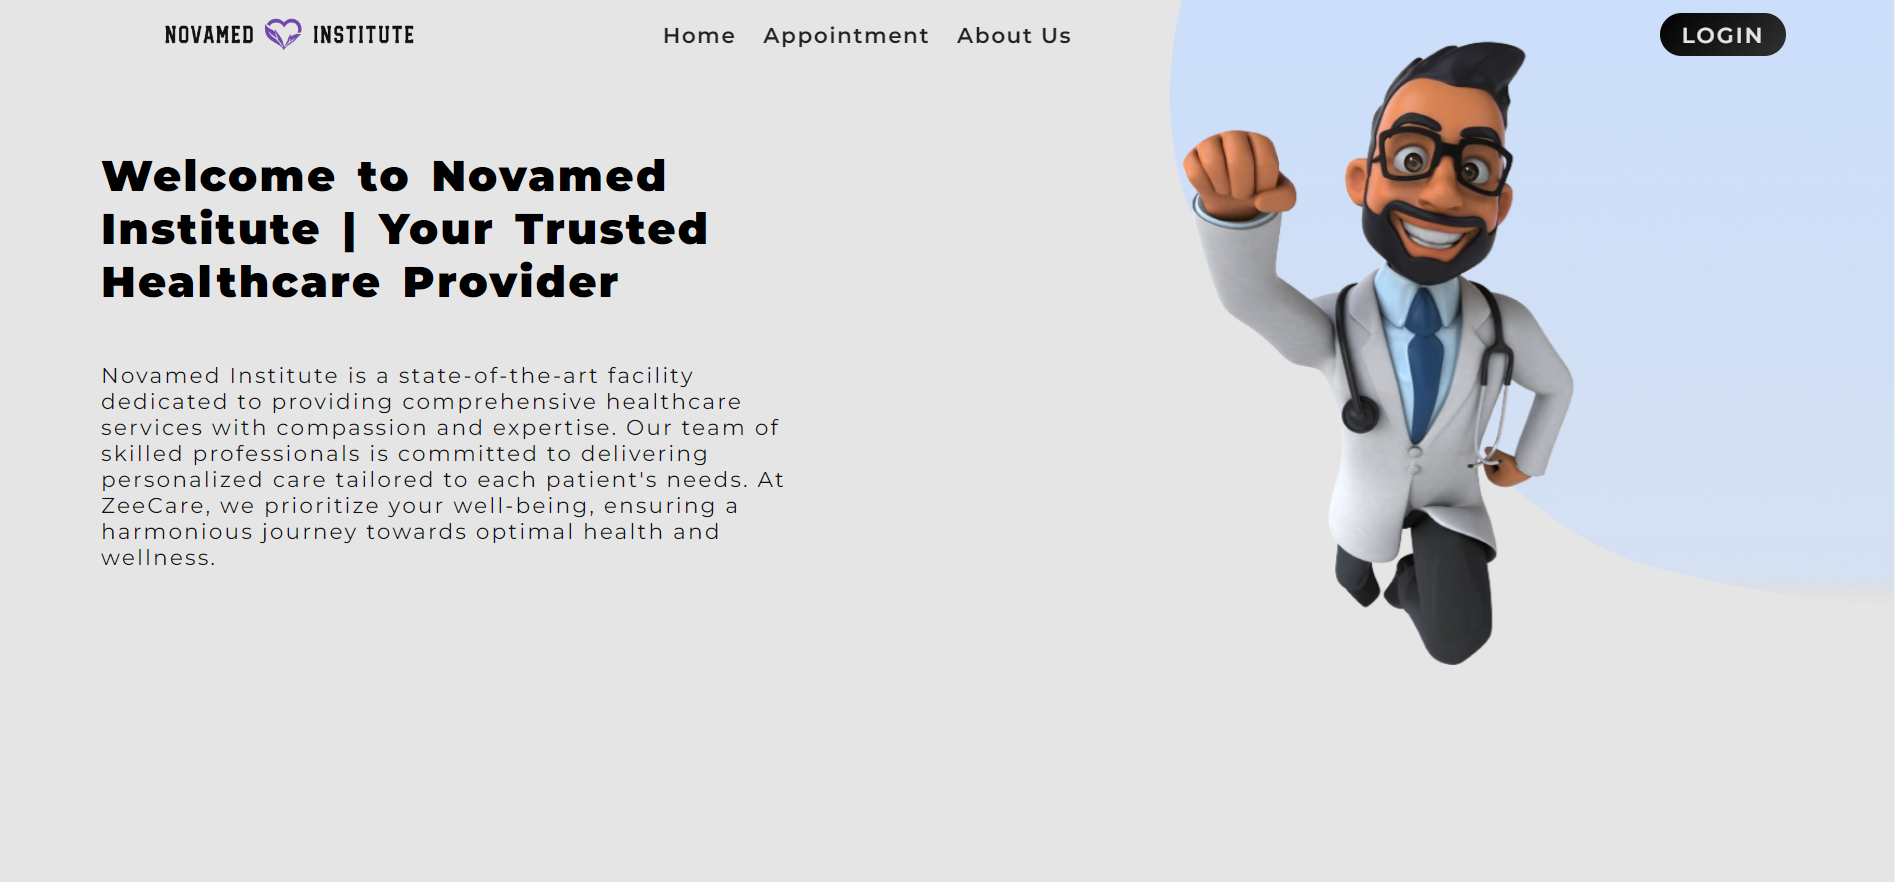 NOVAMED INSTITUTE
Home Appointment About Us
LOGIN
Welcome to Novamed
Institute | Your Trusted
Healthcare Provider
Novamed Institute is a state-of-the-art facility
dedicated to providing comprehensive healthcare
services with compassion and expertise. Our team of
skilled professionals is committed to delivering
personalized care tailored to each patient's needs. At
ZeeCare, we prioritize your well-being, ensuring a
harmonious journey towards optimal health and
wellness.